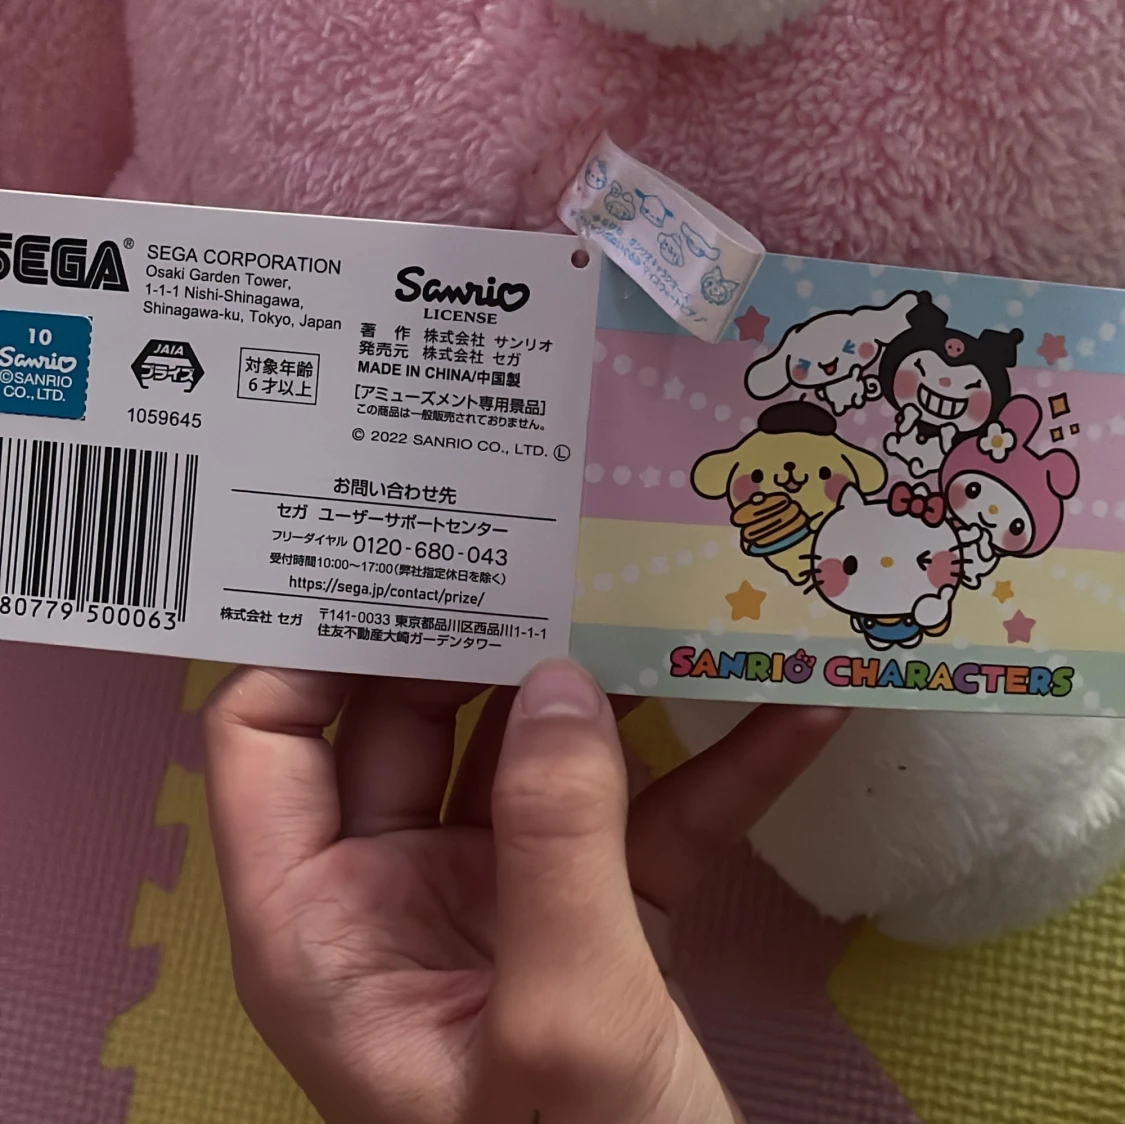 SEGA®
SEGA CORPORATION
Osaki Garden Tower,
1-1-1 Nishi-Shinagawa,
Shinagawa-ku, Tokyo, Japan
10
Sanrio
©SANRIO
CO., LTD.
JAIA
プライズ
1059645
対象年齢
6才以上
Sanrio
LICENSE
著 作 株式会社 サンリオ
発売元 株式会社 セガ
MADE IN CHINA/中国製
[アミューズメント専用景品]
この商品は一般販売されておりません。
© 2022 SANRIO CO., LTD. Ⓛ
80779 500063
お問い合わせ先
セガ ユーザーサポートセンター
フリーダイヤル 0120-680-043
受付時間10:00〜17:00(弊社指定休日を除く)
https://sega.jp/contact/prize/
株式会社 セガ 〒141-0033 東京都品川区西品川1-1-1
住友不動産大崎ガーデンタワー
SANRIO CHARACTERS